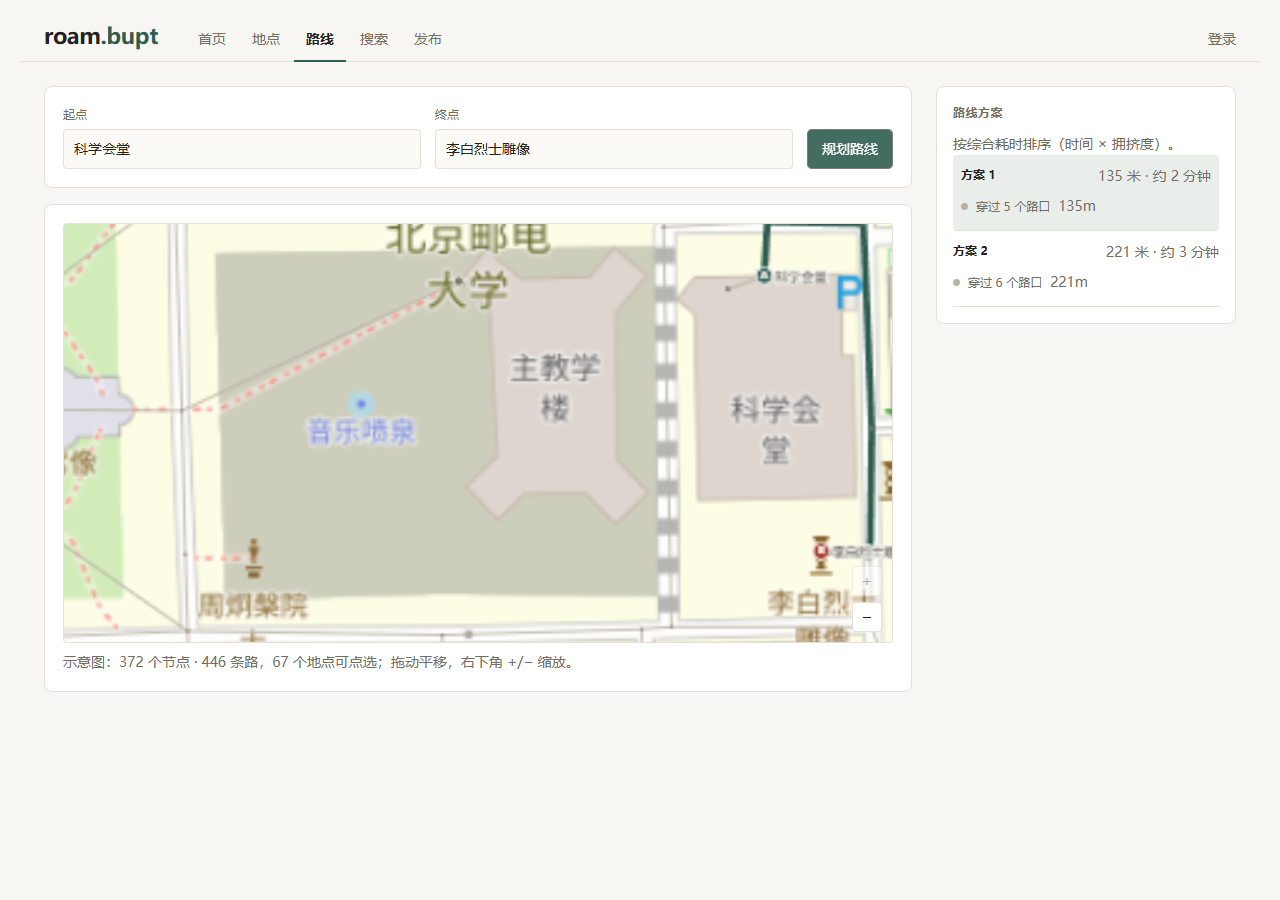 roam.bupt
首页
地点
路线
搜索
发布
登录
起点
终点
科学会堂
李白烈士雕像
规划路线
北京邮电
大学
科学会堂
P
主教学
楼
科学会
堂
音乐喷泉
像
周炯槃院
李白烈士
雕像
+
−
示意图：372 个节点 · 446 条路，67 个地点可点选；拖动平移，右下角 +/− 缩放。
路线方案
按综合耗时排序（时间 × 拥挤度）。
方案 1
135 米 · 约 2 分钟
穿过 5 个路口 135m
方案 2
221 米 · 约 3 分钟
穿过 6 个路口 221m